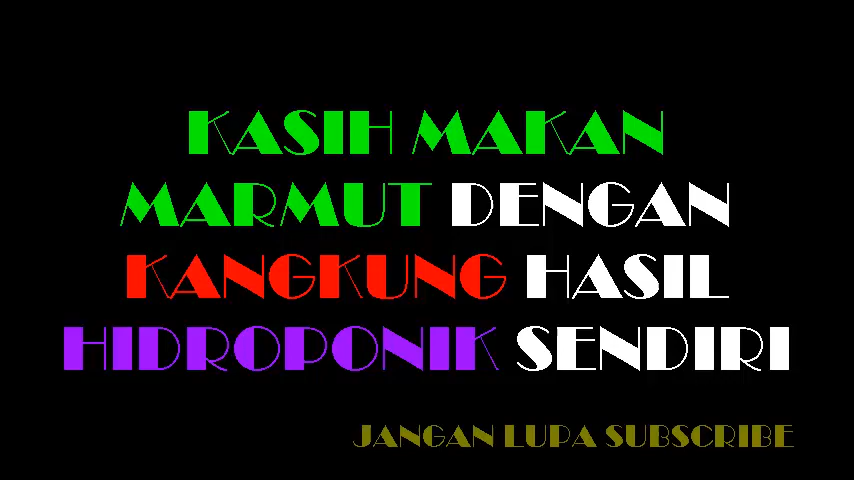 KASIH MAKAN
MARMUT DENGAN
KANGKUNG HASIL
HIDROPONIK SENDIRI
JANGAN LUPA SUBSCRIBE